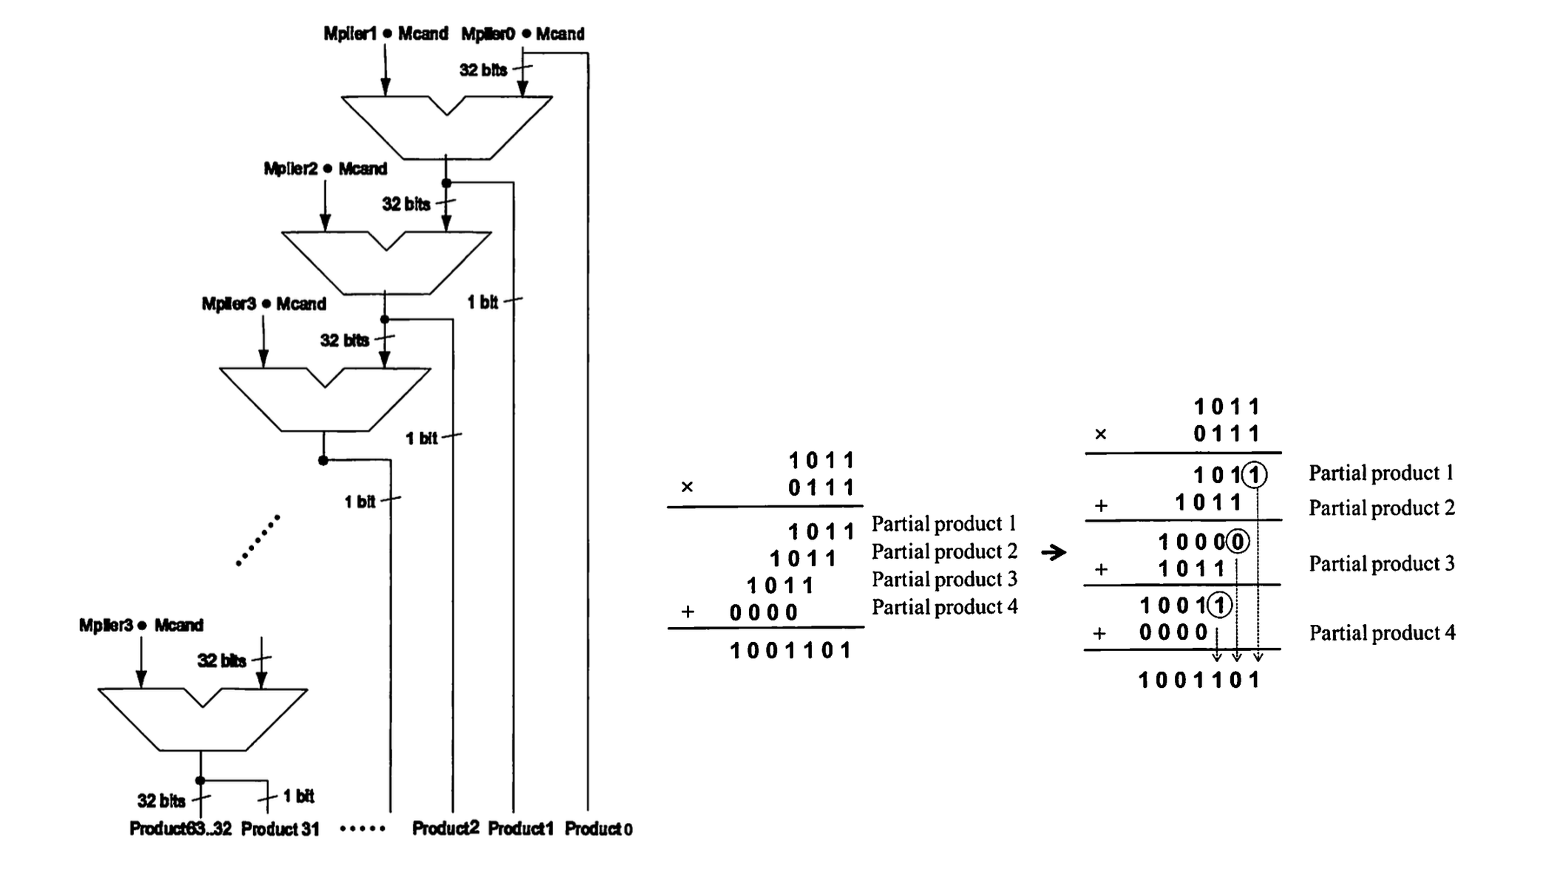 Mplier1 • Mcand Mplier0 • Mcand
32 bits
Mplier2 • Mcand
32 bits
1 bit
Mplier3 • Mcand
32 bits
1 bit
1 bit
Mplier3 • Mcand
32 bits
32 bits
1 bit
Product63..32 Product 31 ..... Product2 Product1 Product0
1011
× 0111
1011 Partial product 1
1011 Partial product 2
1011 Partial product 3
+ 0000 Partial product 4
1001101
1011
× 0111
1011 Partial product 1
+ 1011 Partial product 2
10000
+ 1011 Partial product 3
10011
+ 0000 Partial product 4
1001101